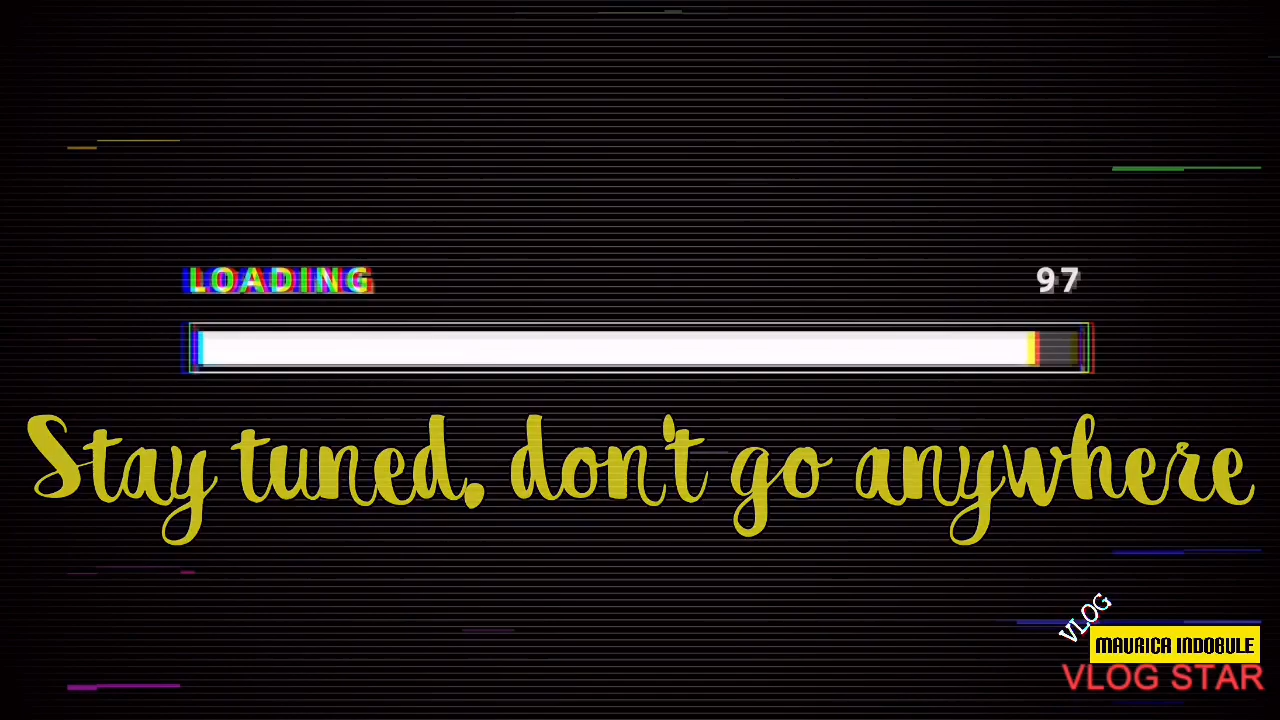 LOADING 97
Stay tuned, don't go anywhere
VLOG
MAURICA INDOBULE
VLOG STAR